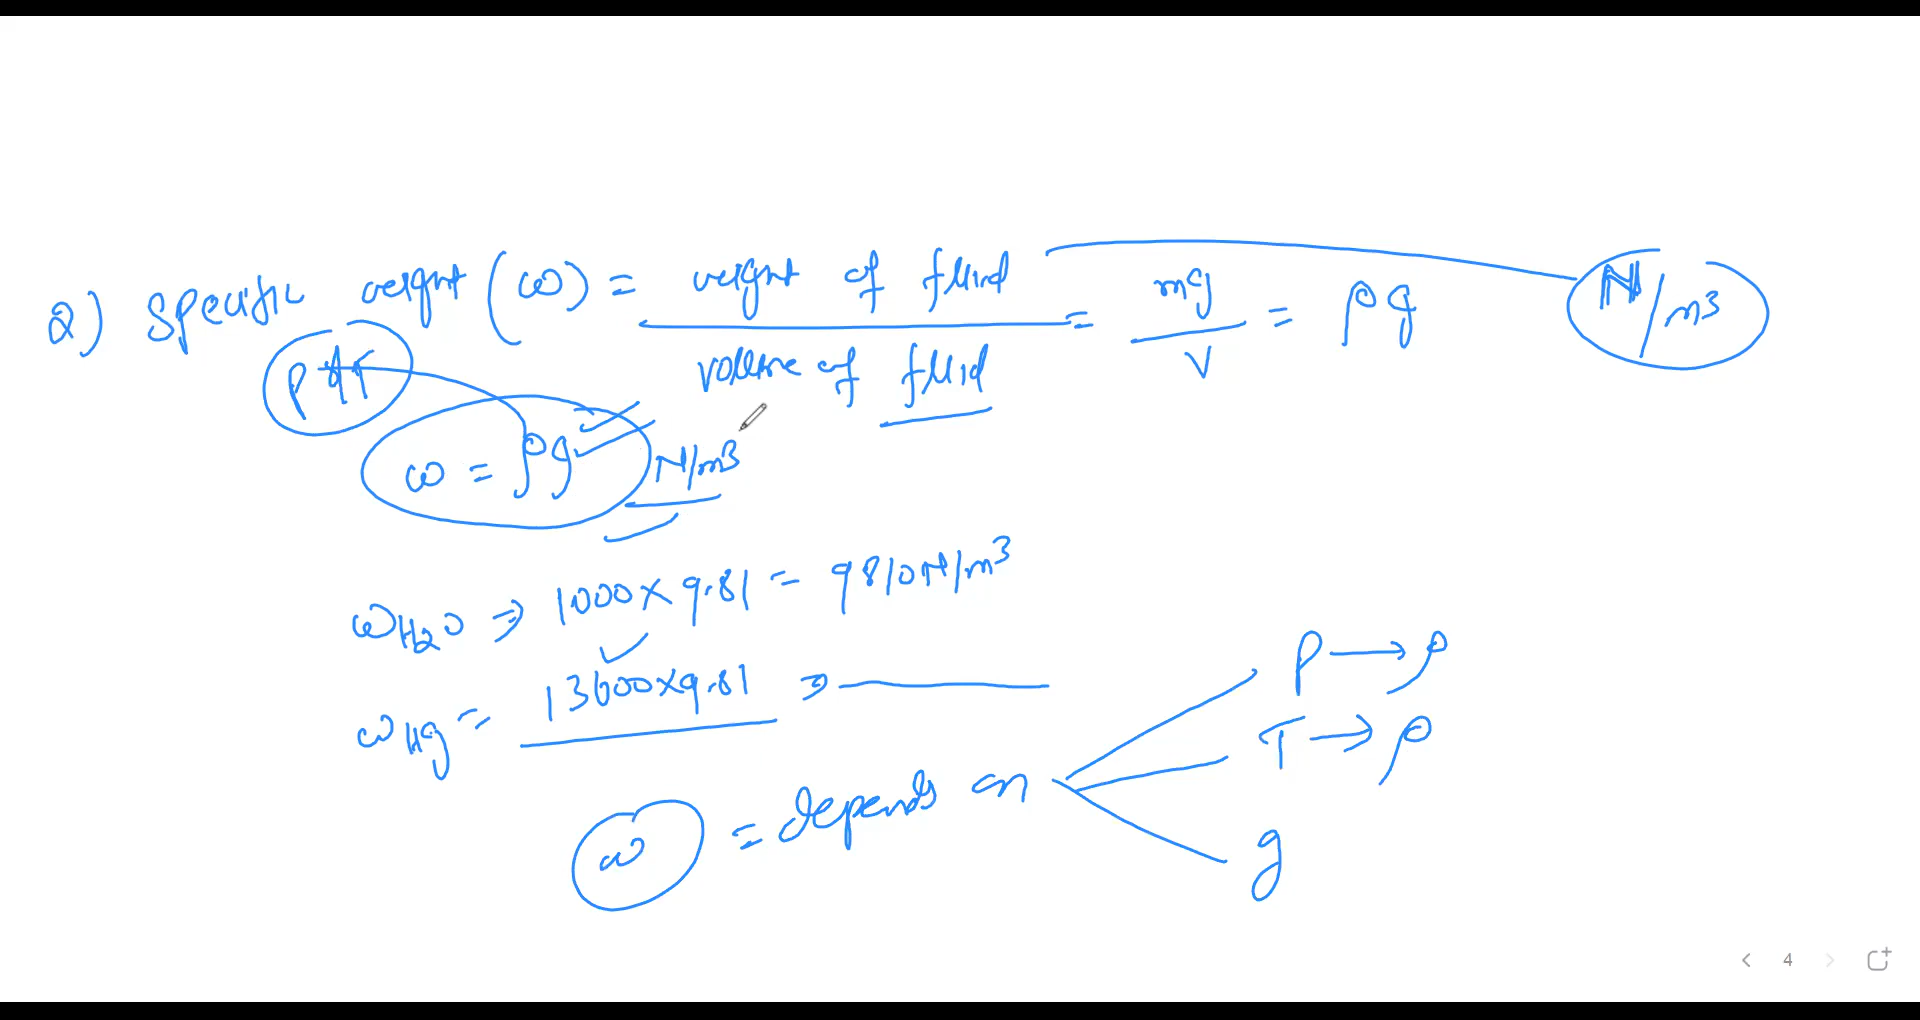 2) Specific weight (ω) = weight of fluid / volume of fluid = mg / V = ρg N/m³
P & T
ω = ρg N/m³
ωH2O ⇒ 1000 × 9.81 = 9810 N/m³
ωHg = 13600 × 9.81 ⇒
ω = depends on
P → ρ
T → ρ
g
4